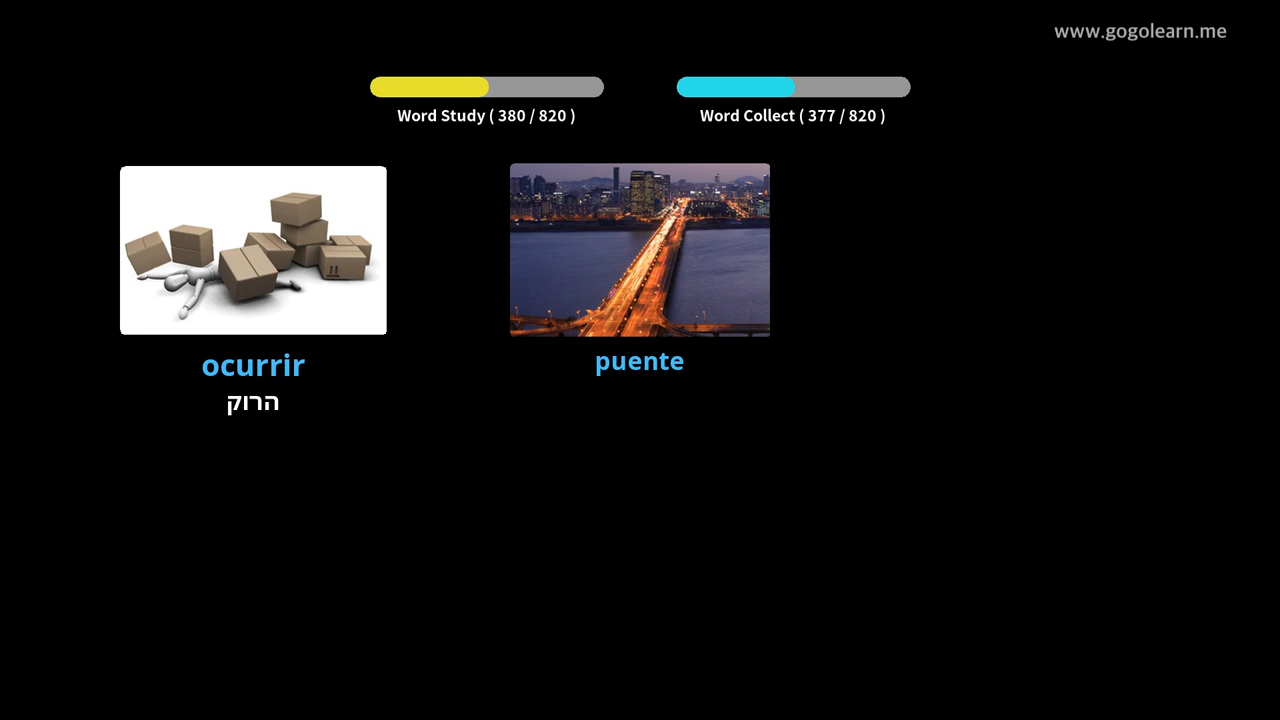 www.gogolearn.me
Word Study ( 380 / 820 )
Word Collect ( 377 / 820 )
ocurrir
הרוק
puente